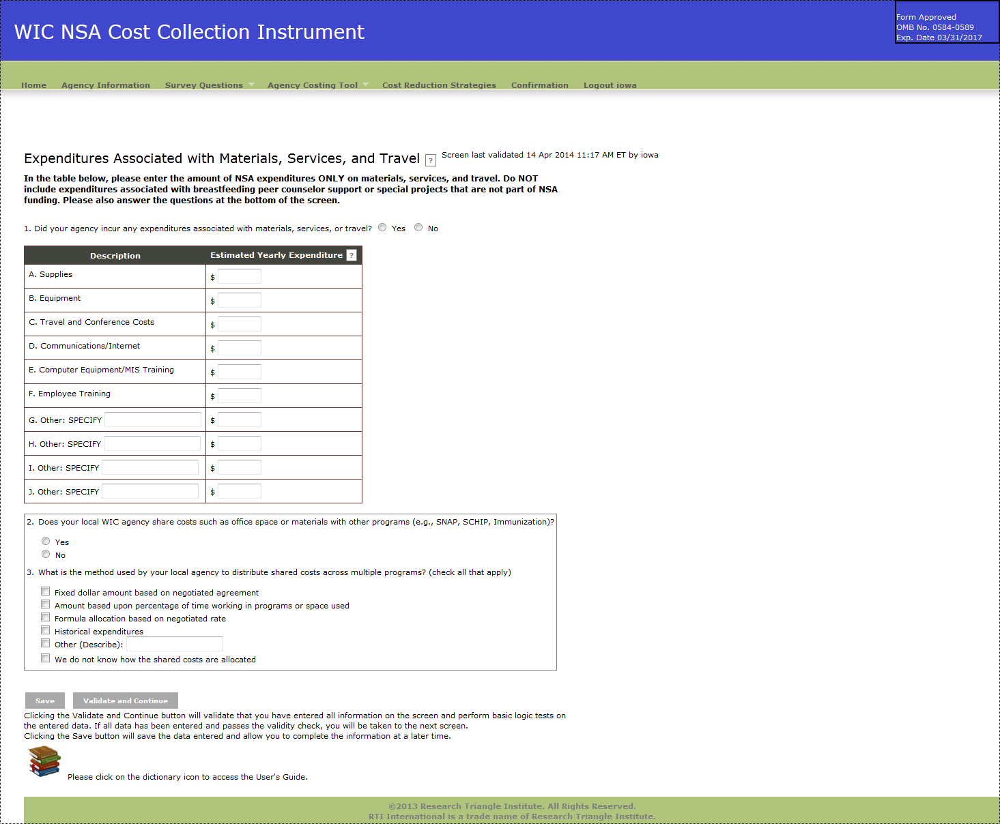 WIC NSA Cost Collection Instrument
Form Approved
OMB No. 0584-0589
Exp. Date 03/31/2017
Home Agency Information Survey Questions Agency Costing Tool Cost Reduction Strategies Confirmation Logout iowa
Expenditures Associated with Materials, Services, and Travel ? Screen last validated 14 Apr 2014 11:17 AM ET by iowa
In the table below, please enter the amount of NSA expenditures ONLY on materials, services, and travel. Do NOT
include expenditures associated with breastfeeding peer counselor support or special projects that are not part of NSA
funding. Please also answer the questions at the bottom of the screen.
1. Did your agency incur any expenditures associated with materials, services, or travel? Yes No
Description Estimated Yearly Expenditure ?
A. Supplies $
B. Equipment $
C. Travel and Conference Costs $
D. Communications/Internet $
E. Computer Equipment/MIS Training $
F. Employee Training $
G. Other: SPECIFY $
H. Other: SPECIFY $
I. Other: SPECIFY $
J. Other: SPECIFY $
2. Does your local WIC agency share costs such as office space or materials with other programs (e.g., SNAP, SCHIP, Immunization)?
Yes
No
3. What is the method used by your local agency to distribute shared costs across multiple programs? (check all that apply)
Fixed dollar amount based on negotiated agreement
Amount based upon percentage of time working in programs or space used
Formula allocation based on negotiated rate
Historical expenditures
Other (Describe):
We do not know how the shared costs are allocated
Save Validate and Continue
Clicking the Validate and Continue button will validate that you have entered all information on the screen and perform basic logic tests on
the entered data. If all data has been entered and passes the validity check, you will be taken to the next screen.
Clicking the Save button will save the data entered and allow you to complete the information at a later time.
Please click on the dictionary icon to access the User's Guide.
©2013 Research Triangle Institute. All Rights Reserved.
RTI International is a trade name of Research Triangle Institute.